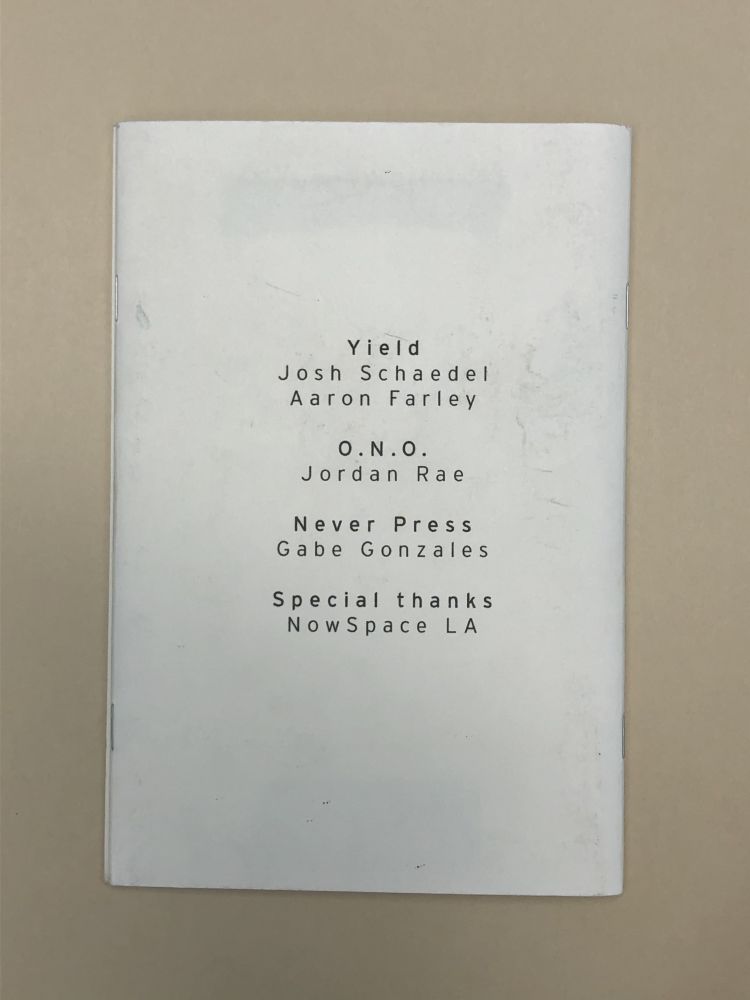 Yield
Josh Schaedel
Aaron Farley
O.N.O.
Jordan Rae
Never Press
Gabe Gonzales
Special thanks
NowSpace LA